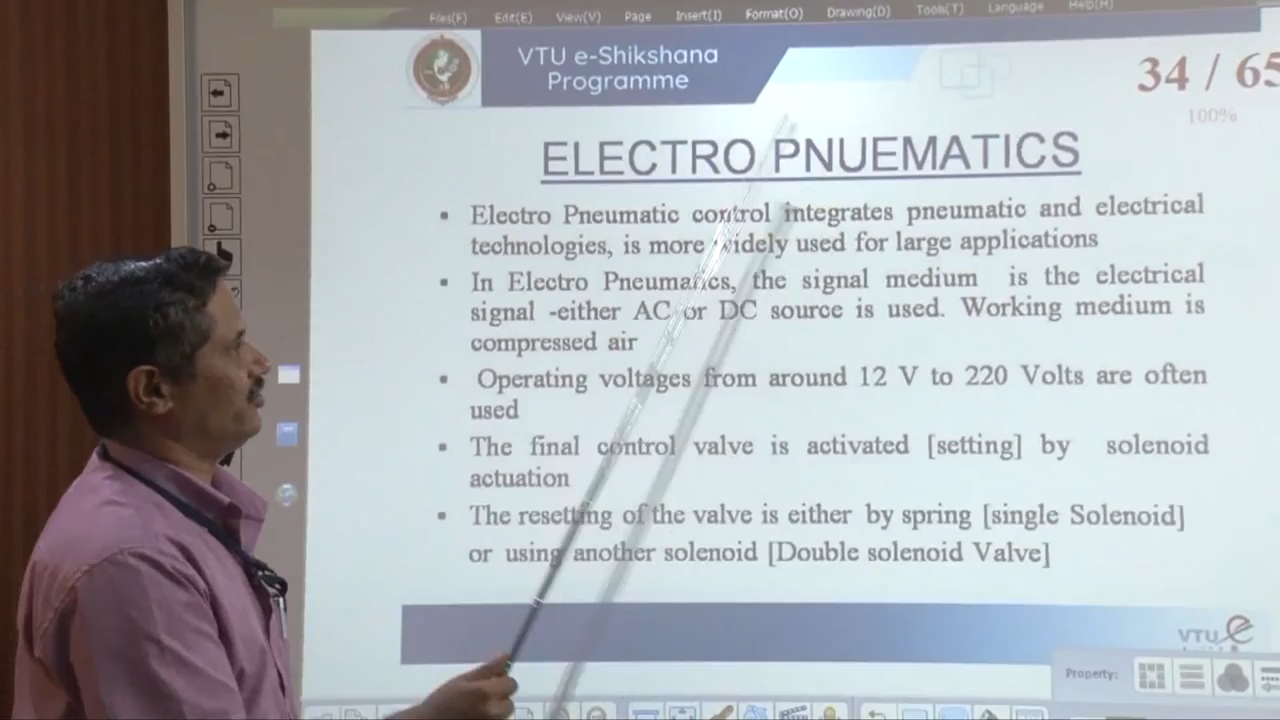 Files(F) Edit(E) View(V) Page Insert(I) Format(O) Drawing(D) Tools(T) Language Help(H)
VTU e-Shikshana
Programme
34 / 65
100%
ELECTRO PNUEMATICS
• Electro Pneumatic control integrates pneumatic and electrical
technologies, is more widely used for large applications
• In Electro Pneumatics, the signal medium is the electrical
signal -either AC or DC source is used. Working medium is
compressed air
• Operating voltages from around 12 V to 220 Volts are often
used
• The final control valve is activated [setting] by solenoid
actuation
• The resetting of the valve is either by spring [single Solenoid]
or using another solenoid [Double solenoid Valve]
VTU e
Property: